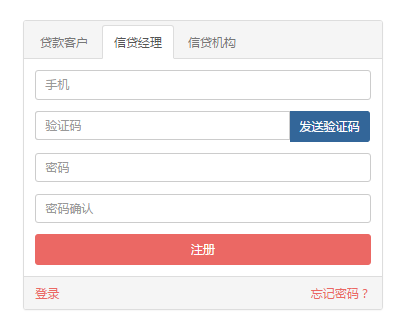 贷款客户 信贷经理 信贷机构
手机
验证码 发送验证码
密码
密码确认
注册
登录 忘记密码？